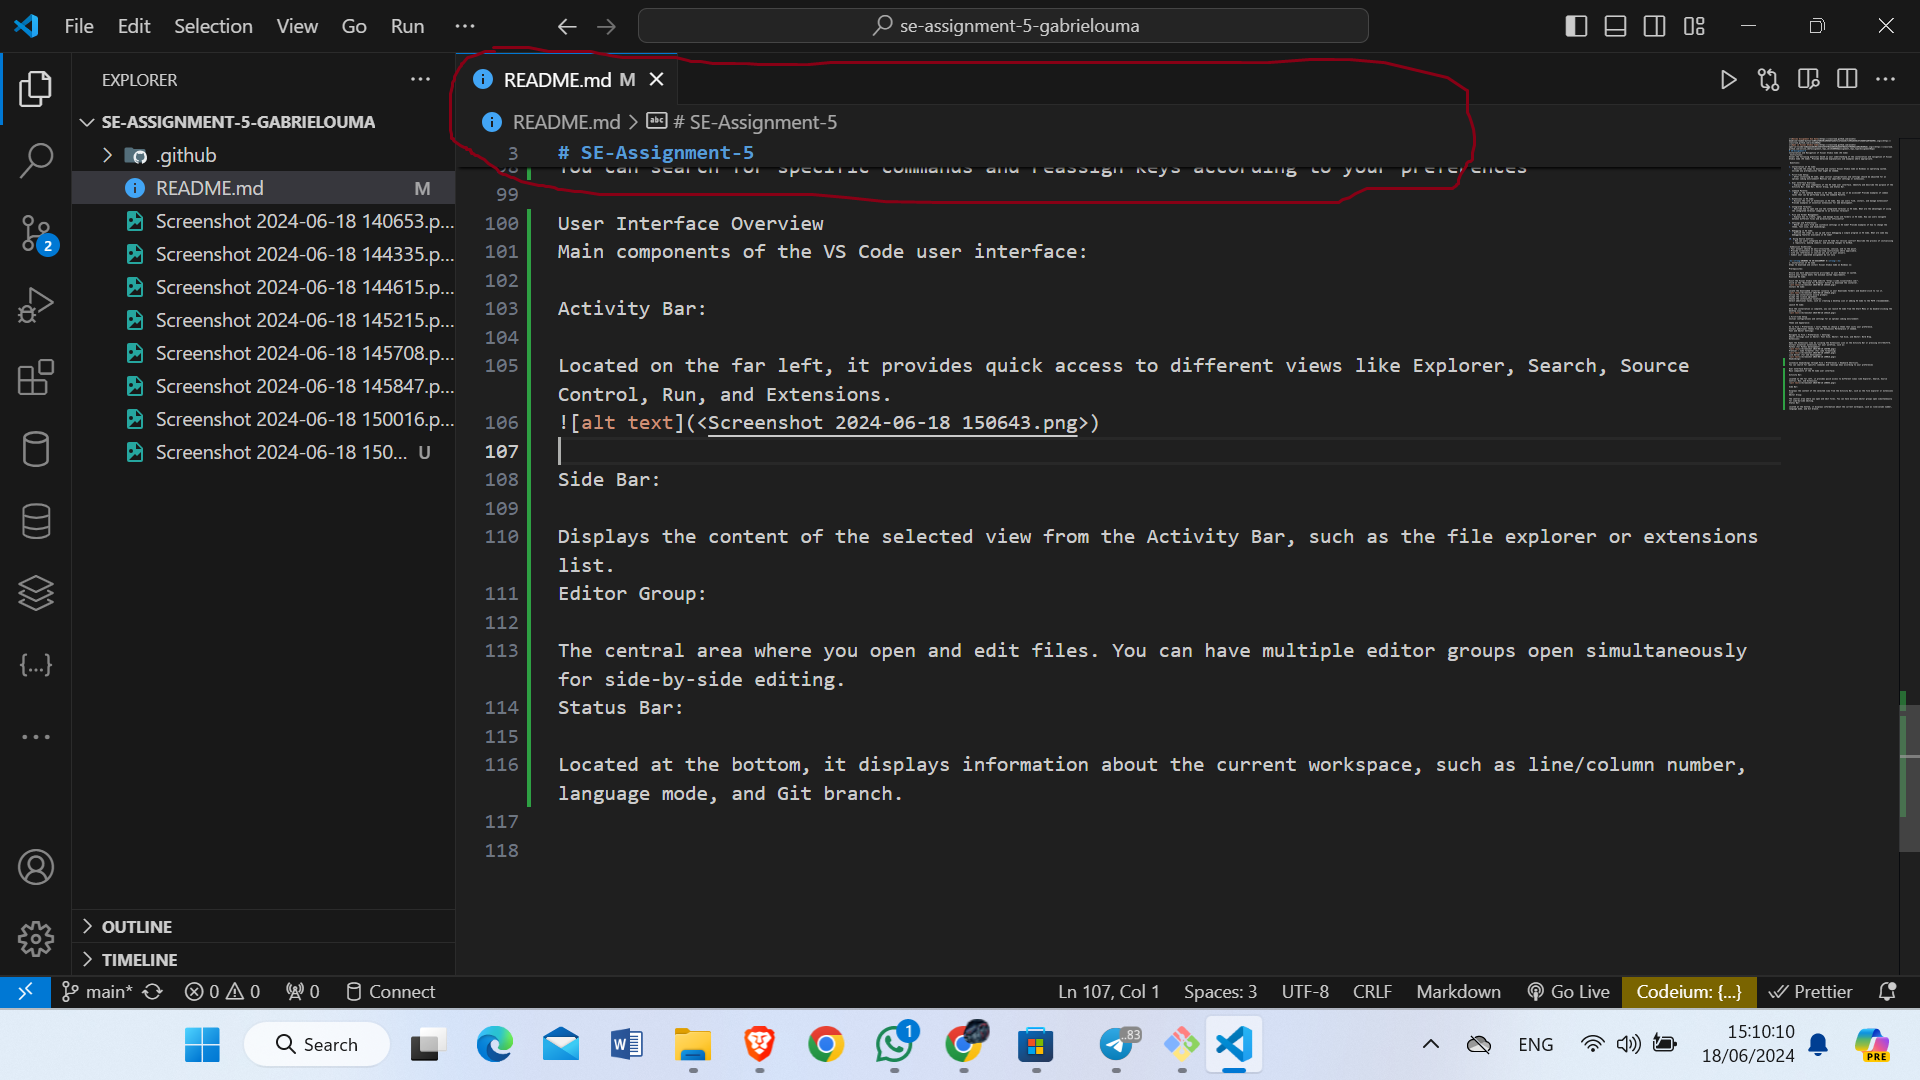 File Edit Selection View Go Run
se-assignment-5-gabrielouma
EXPLORER
SE-ASSIGNMENT-5-GABRIELOUMA
.github
README.md M
Screenshot 2024-06-18 140653.p...
Screenshot 2024-06-18 144335.p...
Screenshot 2024-06-18 144615.p...
Screenshot 2024-06-18 145215.p...
Screenshot 2024-06-18 145708.p...
Screenshot 2024-06-18 145847.p...
Screenshot 2024-06-18 150016.p...
Screenshot 2024-06-18 150... U
2
OUTLINE
TIMELINE
README.md M
README.md > abc # SE-Assignment-5
3 # SE-Assignment-5
98 You can search for specific commands and reassign keys according to your preferences
99
100 User Interface Overview
101 Main components of the VS Code user interface:
102
103 Activity Bar:
104
105 Located on the far left, it provides quick access to different views like Explorer, Search, Source
Control, Run, and Extensions.
106 ![alt text](<Screenshot 2024-06-18 150643.png>)
107
108 Side Bar:
109
110 Displays the content of the selected view from the Activity Bar, such as the file explorer or extensions
list.
111 Editor Group:
112
113 The central area where you open and edit files. You can have multiple editor groups open simultaneously
for side-by-side editing.
114 Status Bar:
115
116 Located at the bottom, it displays information about the current workspace, such as line/column number,
language mode, and Git branch.
117
118
main* 0 0 0 Connect
Ln 107, Col 1 Spaces: 3 UTF-8 CRLF Markdown Go Live Codeium: {...} Prettier
Search
1
..83
ENG
15:10:10
18/06/2024
PRE